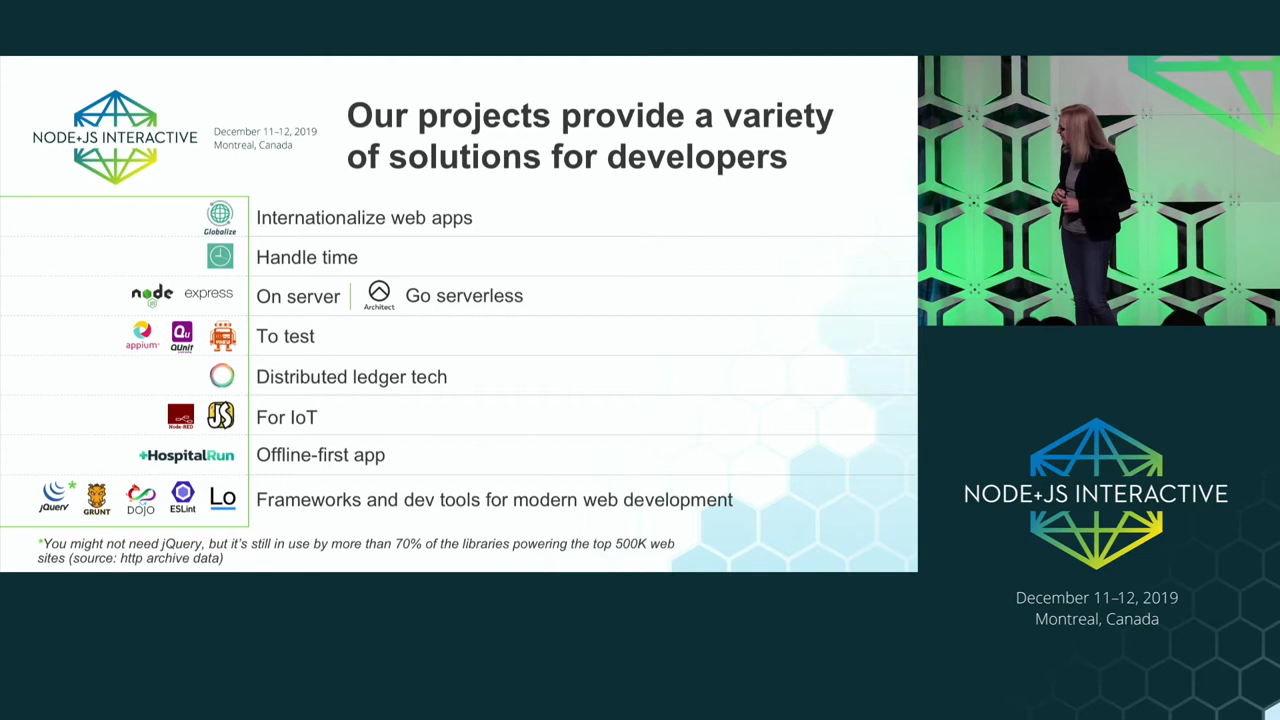 NODE+JS INTERACTIVE
December 11–12, 2019
Montreal, Canada
Our projects provide a variety
of solutions for developers
Globalize
Internationalize web apps
Handle time
node
JS
express
On server
Architect
Go serverless
appium
QU
QUnit
To test
Distributed ledger tech
Node-RED
JS
For IoT
+HospitalRun
Offline-first app
jQuery
*
GRUNT
DOJO
ESLint
Lo
Frameworks and dev tools for modern web development
*You might not need jQuery, but it's still in use by more than 70% of the libraries powering the top 500K web
sites (source: http archive data)
NODE+JS INTERACTIVE
December 11–12, 2019
Montreal, Canada